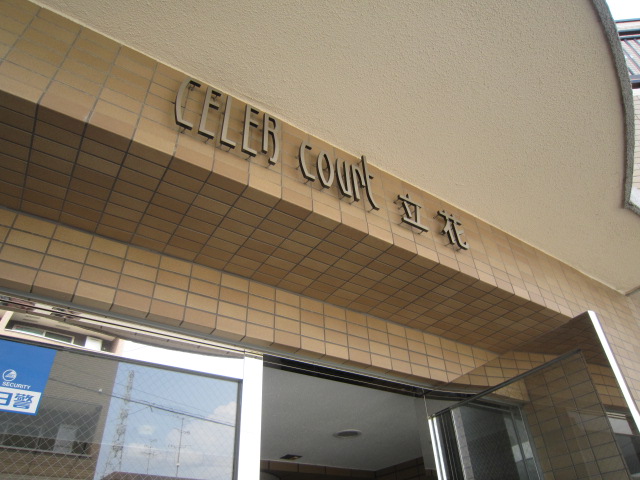 CELER court 立花
SECURITY
日警